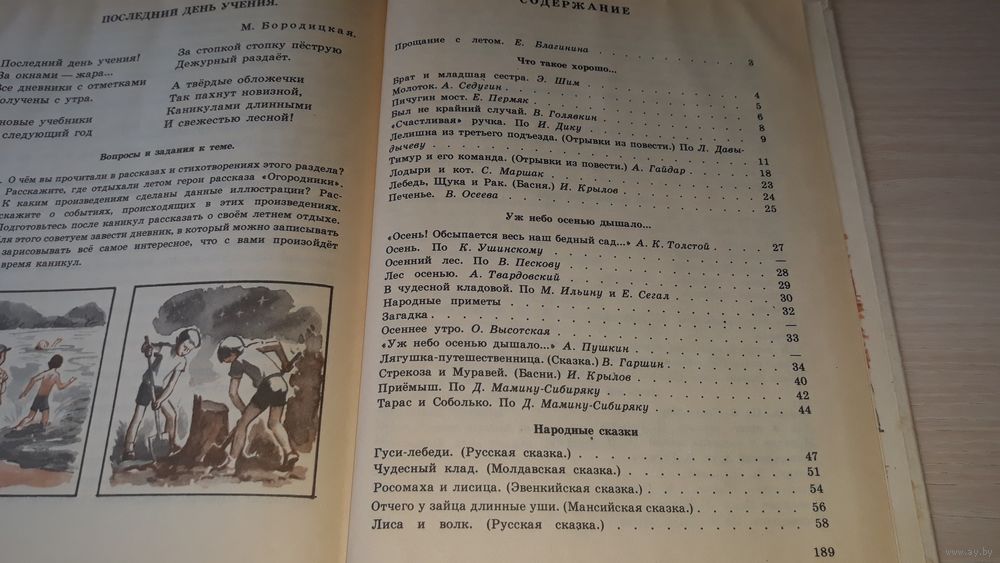 ПОСЛЕДНИЙ ДЕНЬ УЧЕНИЯ.
М. Бородицкая.
Последний день учения!
За окнами — жара...
Все дневники с отметками
получены с утра.
новые учебники
следующий год
За стопкой стопку пёструю
Дежурный раздаёт.
А твёрдые обложечки
Так пахнут новизной,
Каникулами длинными
И свежестью лесной!
Вопросы и задания к теме.
О чём вы прочитали в рассказах и стихотворениях этого раздела?
Расскажите, где отдыхали летом герои рассказа «Огородники».
К каким произведениям сделаны данные иллюстрации? Рас-
скажите о событиях, происходящих в этих произведениях.
Подготовьтесь после каникул рассказать о своём летнем отдыхе.
Для этого советуем завести дневник, в который можно записывать
зарисовывать всё самое интересное, что с вами произойдёт
время каникул.
СОДЕРЖАНИЕ
Прощание с летом. Е. Благинина . . . . . . . 3
Что такое хорошо...
Брат и младшая сестра. Э. Шим . . . . . . . 4
Молоток. А. Седугин . . . . . . . 5
Пичугин мост. Е. Пермяк . . . . . . . 6
Был не крайний случай. В. Голявкин . . . . . . . 8
«Счастливая» ручка. По И. Дику . . . . . . . 9
Лелишна из третьего подъезда. (Отрывки из повести.) По Л. Давы-
дычеву . . . . . . . 11
Тимур и его команда. (Отрывки из повести.) А. Гайдар . . . 18
Лодыри и кот. С. Маршак . . . . . . . 23
Лебедь, Щука и Рак. (Басня.) И. Крылов . . . . . . . 24
Печенье. В. Осеева . . . . . . . 25
Уж небо осенью дышало...
«Осень! Обсыпается весь наш бедный сад...» А. К. Толстой . . . 27
Осень. По К. Ушинскому . . . . . . . —
Осенний лес. По В. Пескову . . . . . . . 28
Лес осенью. А. Твардовский . . . . . . . 29
В чудесной кладовой. По М. Ильину и Е. Сегал . . . . . . . 30
Народные приметы . . . . . . . 32
Загадка . . . . . . . —
Осеннее утро. О. Высотская . . . . . . . 33
«Уж небо осенью дышало...» А. Пушкин . . . . . . . —
Лягушка-путешественница. (Сказка.) В. Гаршин . . . . . . . 34
Стрекоза и Муравей. (Басня.) И. Крылов . . . . . . . 40
Приёмыш. По Д. Мамину-Сибиряку . . . . . . . 42
Тарас и Соболько. По Д. Мамину-Сибиряку . . . . . . . 44
Народные сказки
Гуси-лебеди. (Русская сказка.) . . . . . . . 47
Чудесный клад. (Молдавская сказка.) . . . . . . . 51
Росомаха и лисица. (Эвенкийская сказка.) . . . . . . . 54
Отчего у зайца длинные уши. (Мансийская сказка.) . . . . . . . 56
Лиса и волк. (Русская сказка.) . . . . . . . 58
189
www.ay.by